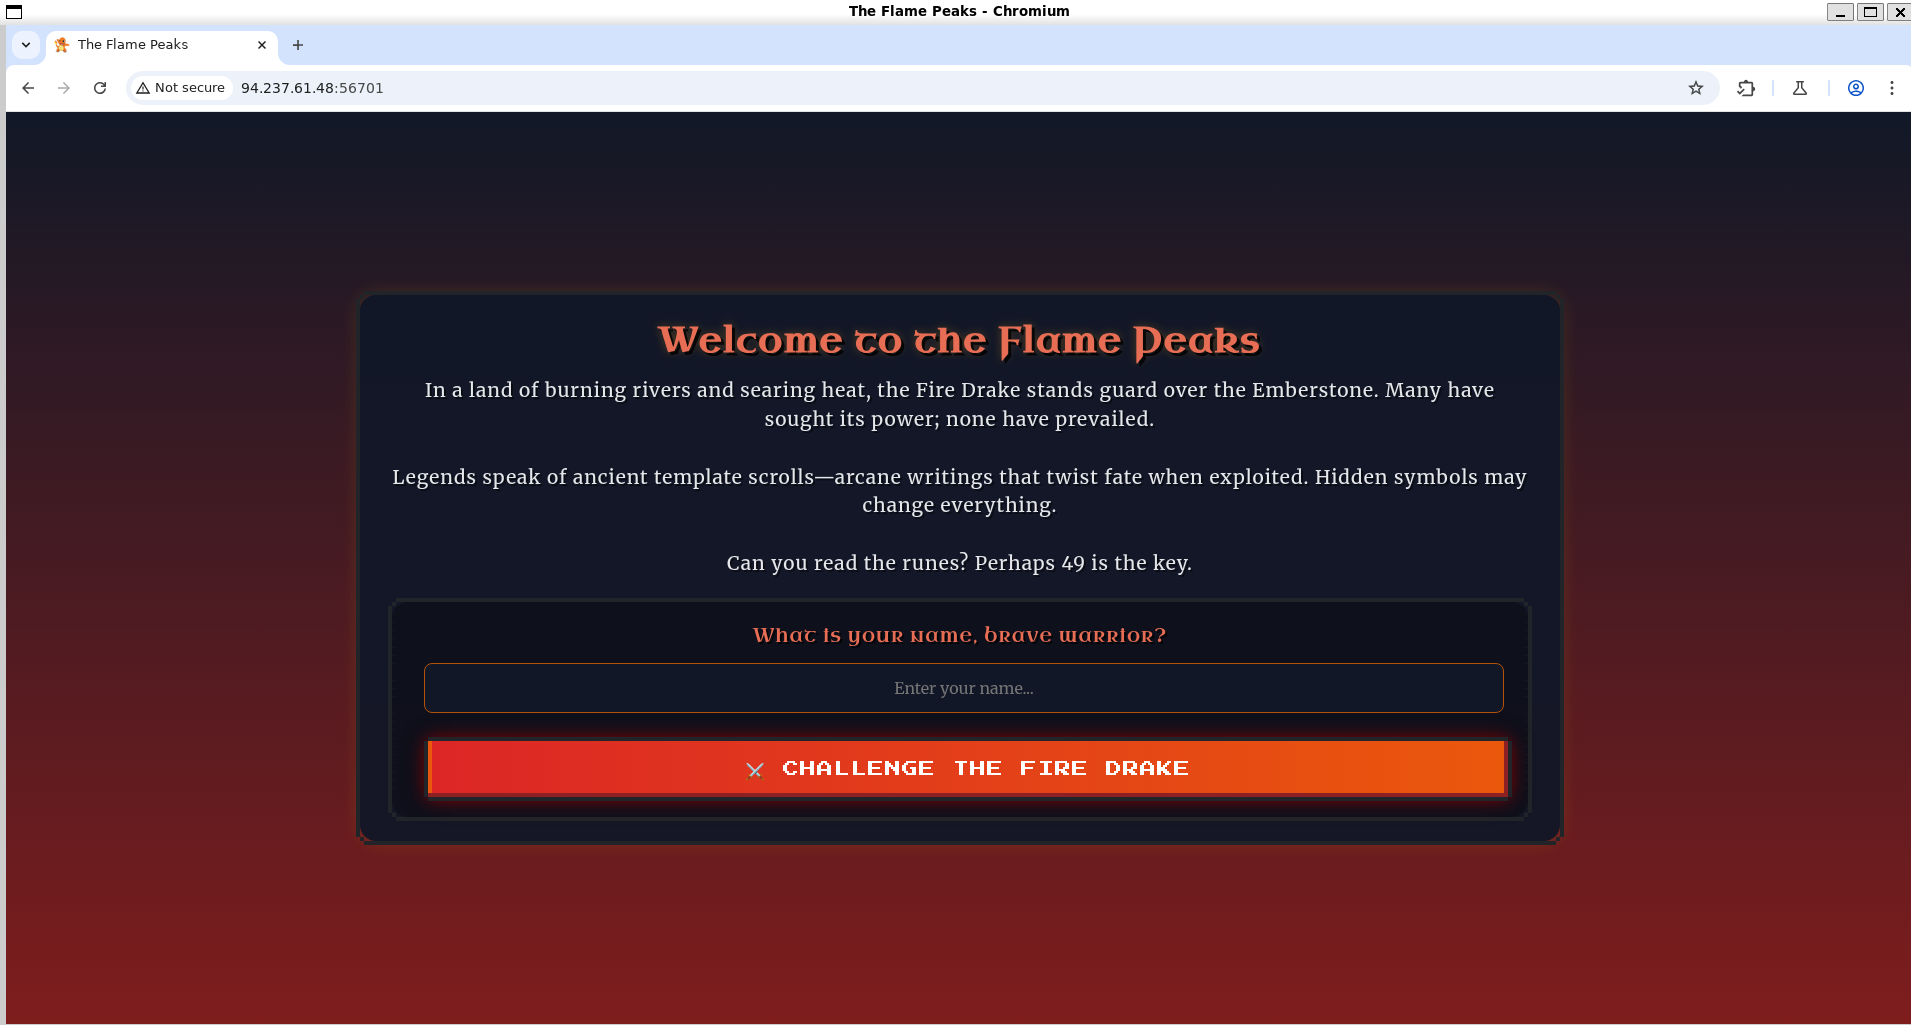 The Flame Peaks - Chromium
The Flame Peaks
Not secure 94.237.61.48:56701
Welcome to the Flame Peaks
In a land of burning rivers and searing heat, the Fire Drake stands guard over the Emberstone. Many have
sought its power; none have prevailed.
Legends speak of ancient template scrolls—arcane writings that twist fate when exploited. Hidden symbols may
change everything.
Can you read the runes? Perhaps 49 is the key.
What is your name, brave warrior?
Enter your name...
⚔ CHALLENGE THE FIRE DRAKE